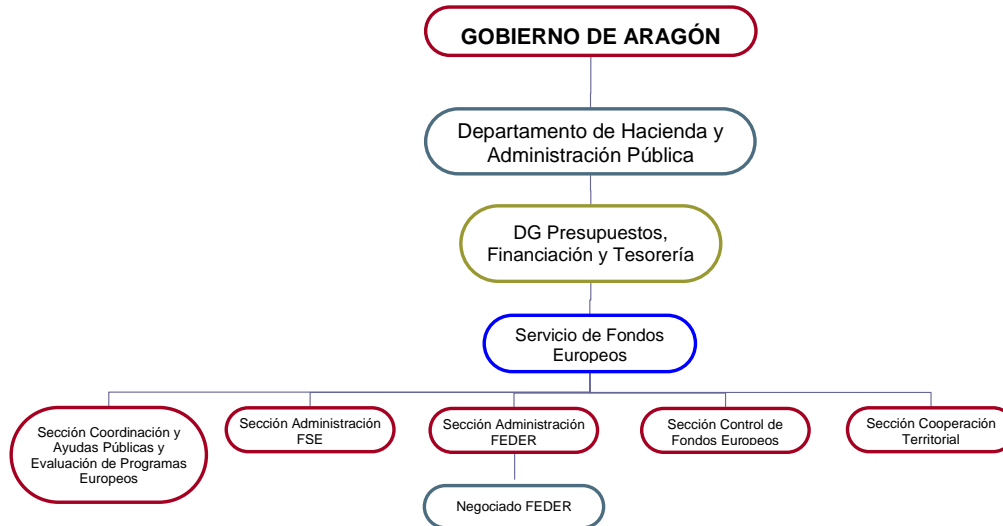 GOBIERNO DE ARAGÓN
Departamento de Hacienda y
Administración Pública
DG Presupuestos,
Financiación y Tesorería
Servicio de Fondos
Europeos
Sección Coordinación y
Ayudas Públicas y
Evaluación de Programas
Europeos
Sección Administración
FSE
Sección Administración
FEDER
Sección Control de
Fondos Europeos
Sección Cooperación
Territorial
Negociado FEDER